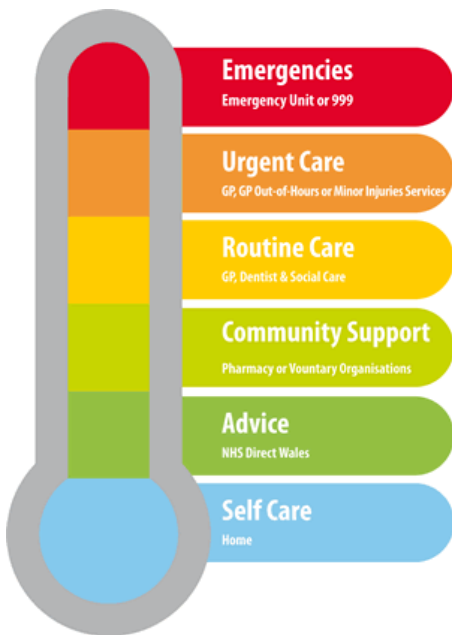 Emergencies
Emergency Unit or 999
Urgent Care
GP, GP Out-of-Hours or Minor Injuries Services
Routine Care
GP, Dentist & Social Care
Community Support
Pharmacy or Vountary Organisations
Advice
NHS Direct Wales
Self Care
Home